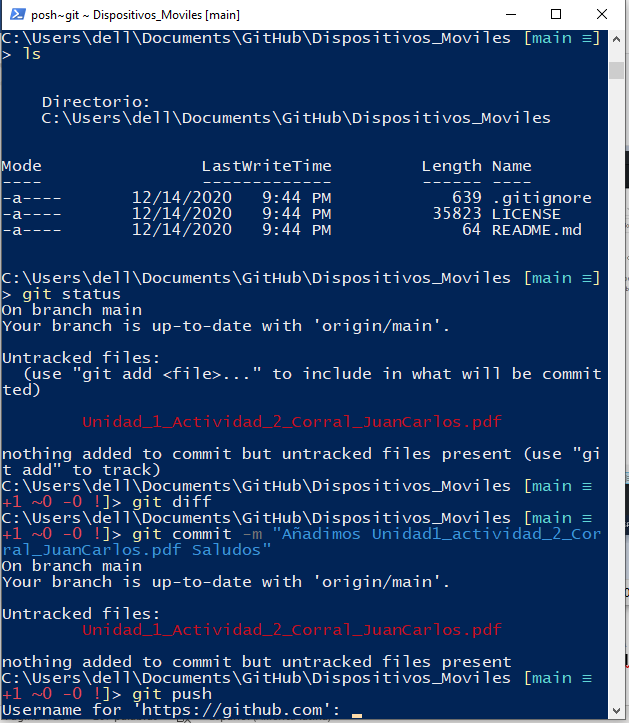 posh~git ~ Dispositivos_Moviles [main]
C:\Users\dell\Documents\GitHub\Dispositivos_Moviles [main ≡]
> ls
Directorio:
C:\Users\dell\Documents\GitHub\Dispositivos_Moviles
Mode LastWriteTime Length Name
---- ------------- ------ ----
-a---- 12/14/2020 9:44 PM 639 .gitignore
-a---- 12/14/2020 9:44 PM 35823 LICENSE
-a---- 12/14/2020 9:44 PM 64 README.md
C:\Users\dell\Documents\GitHub\Dispositivos_Moviles [main ≡]
> git status
On branch main
Your branch is up-to-date with 'origin/main'.
Untracked files:
(use "git add <file>..." to include in what will be commit
ted)
Unidad_1_Actividad_2_Corral_JuanCarlos.pdf
nothing added to commit but untracked files present (use "gi
t add" to track)
C:\Users\dell\Documents\GitHub\Dispositivos_Moviles [main ≡
+1 ~0 -0 !]> git diff
C:\Users\dell\Documents\GitHub\Dispositivos_Moviles [main ≡
+1 ~0 -0 !]> git commit -m "Añadimos Unidad1_actividad_2_Cor
ral_JuanCarlos.pdf Saludos"
On branch main
Your branch is up-to-date with 'origin/main'.
Untracked files:
Unidad_1_Actividad_2_Corral_JuanCarlos.pdf
nothing added to commit but untracked files present
C:\Users\dell\Documents\GitHub\Dispositivos_Moviles [main ≡
+1 ~0 -0 !]> git push
Username for 'https://github.com':